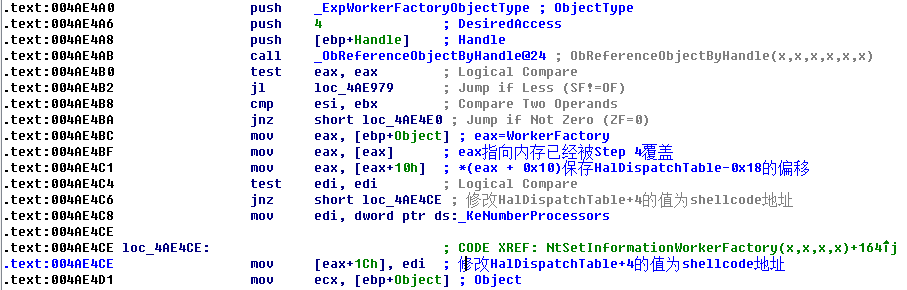 .text:004AE4A0 push _ExpWorkerFactoryObjectType ; ObjectType
.text:004AE4A6 push 4 ; DesiredAccess
.text:004AE4A8 push [ebp+Handle] ; Handle
.text:004AE4AB call _ObReferenceObjectByHandle@24 ; ObReferenceObjectByHandle(x,x,x,x,x,x)
.text:004AE4B0 test eax, eax ; Logical Compare
.text:004AE4B2 jl loc_4AE979 ; Jump if Less (SF!=OF)
.text:004AE4B8 cmp esi, ebx ; Compare Two Operands
.text:004AE4BA jnz short loc_4AE4E0 ; Jump if Not Zero (ZF=0)
.text:004AE4BC mov eax, [ebp+Object] ; eax=WorkerFactory
.text:004AE4BF mov eax, [eax] ; eax指向内存已经被Step 4覆盖
.text:004AE4C1 mov eax, [eax+10h] ; *(eax + 0x10)保存HalDispatchTable-0x18的偏移
.text:004AE4C4 test edi, edi ; Logical Compare
.text:004AE4C6 jnz short loc_4AE4CE ; 修改HalDispatchTable+4的值为shellcode地址
.text:004AE4C8 mov edi, dword ptr ds:_KeNumberProcessors
.text:004AE4CE
.text:004AE4CE loc_4AE4CE: ; CODE XREF: NtSetInformationWorkerFactory(x,x,x,x)+164↑j
.text:004AE4CE mov [eax+1Ch], edi ; 修改HalDispatchTable+4的值为shellcode地址
.text:004AE4D1 mov ecx, [ebp+Object] ; Object